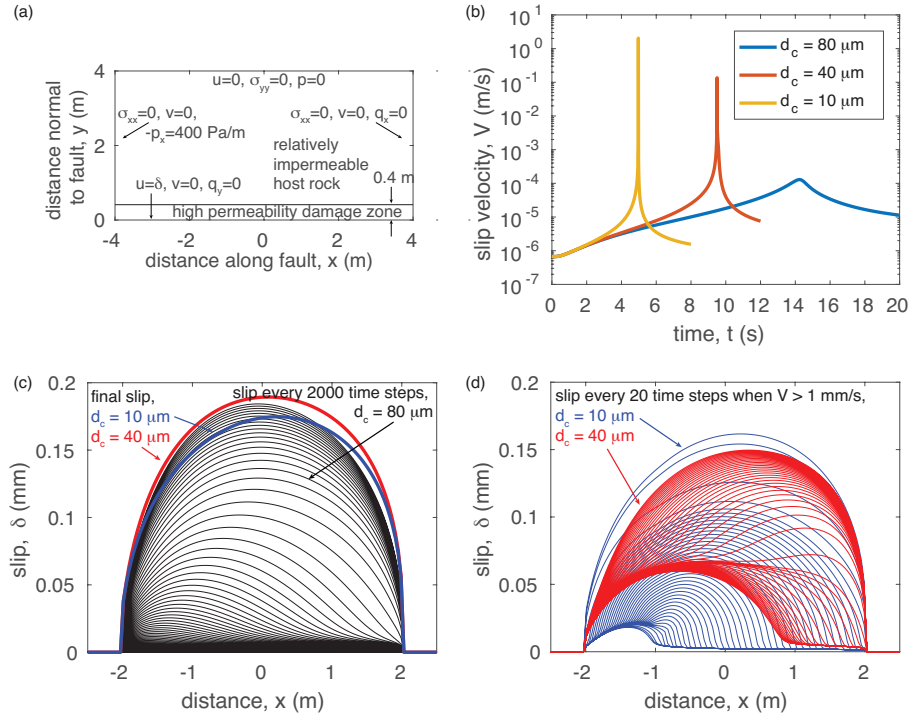 (a)
distance normal
to fault, y (m)
4
2
0
u=0, σyy=0, p=0
σxx=0, v=0,
-px=400 Pa/m
σxx=0, v=0, qx=0
relatively
impermeable
host rock
u=δ, v=0, qy=0
0.4 m
high permeability damage zone
-4 -2 0 2 4
distance along fault, x (m)
(b)
slip velocity, V (m/s)
10^1
10^0
10^-1
10^-2
10^-3
10^-4
10^-5
10^-6
10^-7
dc = 80 μm
dc = 40 μm
dc = 10 μm
0 2 4 6 8 10 12 14 16 18 20
time, t (s)
(c)
slip, δ (mm)
0.2
0.15
0.1
0.05
0
final slip,
dc = 10 μm
dc = 40 μm
slip every 2000 time steps,
dc = 80 μm
-2 -1 0 1 2
distance, x (m)
(d)
slip, δ (mm)
0.2
0.15
0.1
0.05
0
slip every 20 time steps when V > 1 mm/s,
dc = 10 μm
dc = 40 μm
-2 -1 0 1 2
distance, x (m)